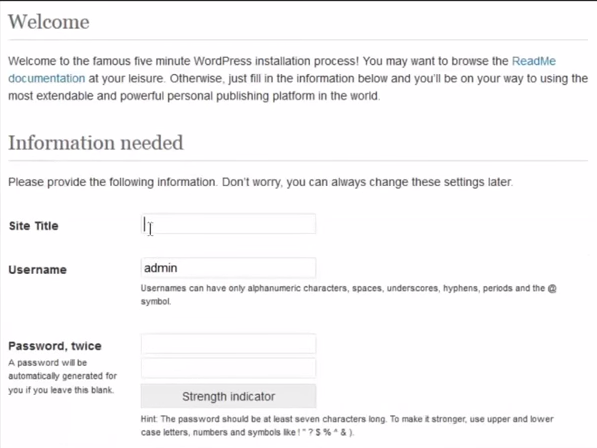 Welcome
Welcome to the famous five minute WordPress installation process! You may want to browse the ReadMe
documentation at your leisure. Otherwise, just fill in the information below and you'll be on your way to using the
most extendable and powerful personal publishing platform in the world.
Information needed
Please provide the following information. Don't worry, you can always change these settings later.
Site Title
Username
admin
Usernames can have only alphanumeric characters, spaces, underscores, hyphens, periods and the @
symbol.
Password, twice
A password will be
automatically generated for
you if you leave this blank.
Strength indicator
Hint: The password should be at least seven characters long. To make it stronger, use upper and lower
case letters, numbers and symbols like ! " ? $ % ^ & ).